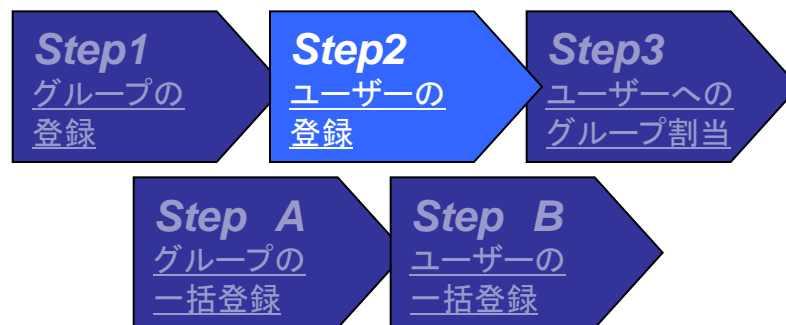 Step1
グループの
登録
Step2
ユーザーの
登録
Step3
ユーザーへの
グループ割当
Step A
グループの
一括登録
Step B
ユーザーの
一括登録